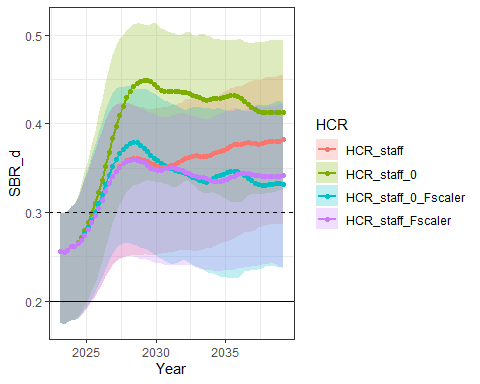 0.5
0.4
0.3
0.2
SBR_d
2025
2030
2035
Year
HCR
HCR_staff
HCR_staff_0
HCR_staff_0_Fscaler
HCR_staff_Fscaler